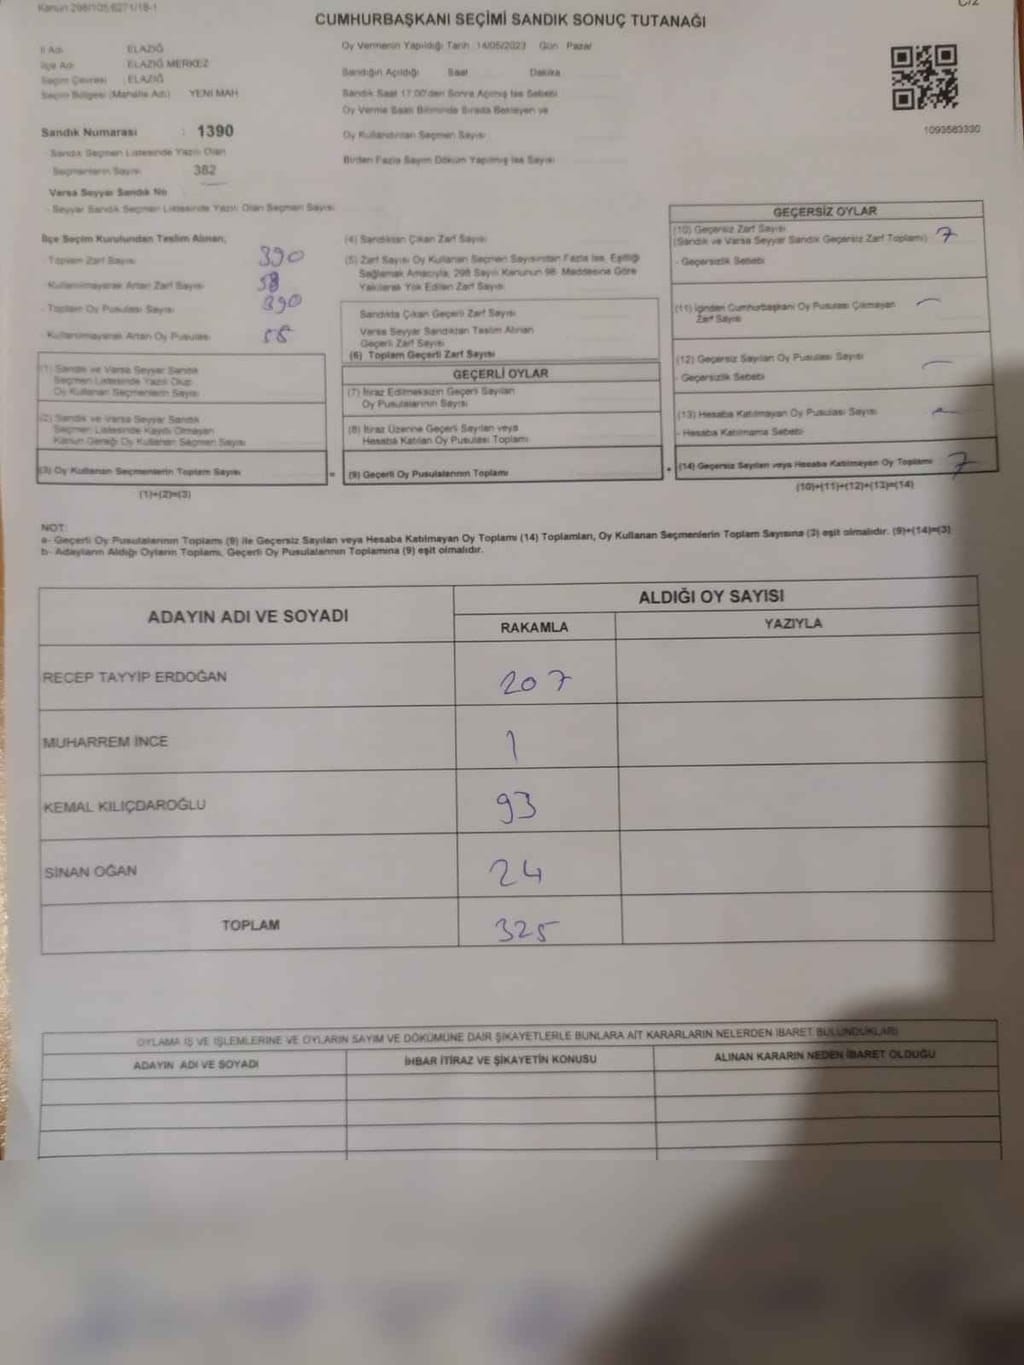 Kanun 298/105;6271/18-1
C/2
CUMHURBAŞKANI SEÇİMİ SANDIK SONUÇ TUTANAĞI
İl Adı ELAZIĞ
İlçe Adı ELAZIĞ MERKEZ
Seçim Çevresi ELAZIĞ
Seçim Bölgesi (Mahalle Adı) YENİ MAH
Sandık Numarası : 1390
Sandık Seçmen Listesinde Yazılı Olan
Seçmenlerin Sayısı 382
Varsa Seyyar Sandık No
- Seyyar Sandık Seçmen Listesinde Yazılı Olan Seçmen Sayısı
Oy Vermenin Yapıldığı Tarih 14/05/2023 Gün Pazar
Sandığın Açıldığı Saat Dakika
Sandık Saat 17:00'den Sonra Açılmış İse Sebebi
Oy Verme Saati Bitiminde Sırada Bekleyen ve
Oy Kullandırılan Seçmen Sayısı
Birden Fazla Sayım Döküm Yapılmış İse Sayısı
1093563330
İlçe Seçim Kurulundan Teslim Alınan;
- Toplam Zarf Sayısı 390
- Kullanılmayarak Artan Zarf Sayısı 58
- Toplam Oy Pusulası Sayısı 390
- Kullanılmayarak Artan Oy Pusulası 58
(1) Sandık ve Varsa Seyyar Sandık
Seçmen Listesinde Yazılı Olup
Oy Kullanan Seçmenlerin Sayısı
(2) Sandık ve Varsa Seyyar Sandık
Seçmen Listesinde Kayıtlı Olmayan
Kanun Gereği Oy Kullanan Seçmen Sayısı
(3) Oy Kullanan Seçmenlerin Toplam Sayısı
(1)+(2)=(3)
(4) Sandıktan Çıkan Zarf Sayısı
(5) Zarf Sayısı Oy Kullanan Seçmen Sayısından Fazla İse, Eşitliği
Sağlamak Amacıyla, 298 Sayılı Kanunun 98. Maddesine Göre
Yakılarak Yok Edilen Zarf Sayısı
Sandıkta Çıkan Geçerli Zarf Sayısı
Varsa Seyyar Sandıktan Teslim Alınan
Geçerli Zarf Sayısı
(6) Toplam Geçerli Zarf Sayısı
GEÇERLİ OYLAR
(7) İtiraz Edilmeksizin Geçerli Sayılan
Oy Pusulalarının Sayısı
(8) İtiraz Üzerine Geçerli Sayılan veya
Hesaba Katılan Oy Pusulası Toplamı
= (9) Geçerli Oy Pusulalarının Toplamı
GEÇERSİZ OYLAR
(10) Geçersiz Zarf Sayısı
(Sandık ve Varsa Seyyar Sandık Geçersiz Zarf Toplamı) 7
- Geçersizlik Sebebi
(11) İçinden Cumhurbaşkanı Oy Pusulası Çıkmayan
Zarf Sayısı
(12) Geçersiz Sayılan Oy Pusulası Sayısı
- Geçersizlik Sebebi
(13) Hesaba Katılmayan Oy Pusulası Sayısı
- Hesaba Katılmama Sebebi
+ (14) Geçersiz Sayılan veya Hesaba Katılmayan Oy Toplamı 7
(10)+(11)+(12)+(13)=(14)
NOT:
a- Geçerli Oy Pusulalarının Toplamı (9) ile Geçersiz Sayılan veya Hesaba Katılmayan Oy Toplamı (14) Toplamları, Oy Kullanan Seçmenlerin Toplam Sayısına (3) eşit olmalıdır. (9)+(14)=(3)
b- Adayların Aldığı Oyların Toplamı, Geçerli Oy Pusulalarının Toplamına (9) eşit olmalıdır.
ADAYIN ADI VE SOYADI
ALDIĞI OY SAYISI
RAKAMLA YAZIYLA
RECEP TAYYİP ERDOĞAN 207
MUHARREM İNCE 1
KEMAL KILIÇDAROĞLU 93
SİNAN OĞAN 24
TOPLAM 325
OYLAMA İŞ VE İŞLEMLERİNE VE OYLARIN SAYIM VE DÖKÜMÜNE DAİR ŞİKAYETLERLE BUNLARA AİT KARARLARIN NELERDEN İBARET BULUNDUKLARI
ADAYIN ADI VE SOYADI İHBAR İTİRAZ VE ŞİKAYETİN KONUSU ALINAN KARARIN NEDEN İBARET OLDUĞU